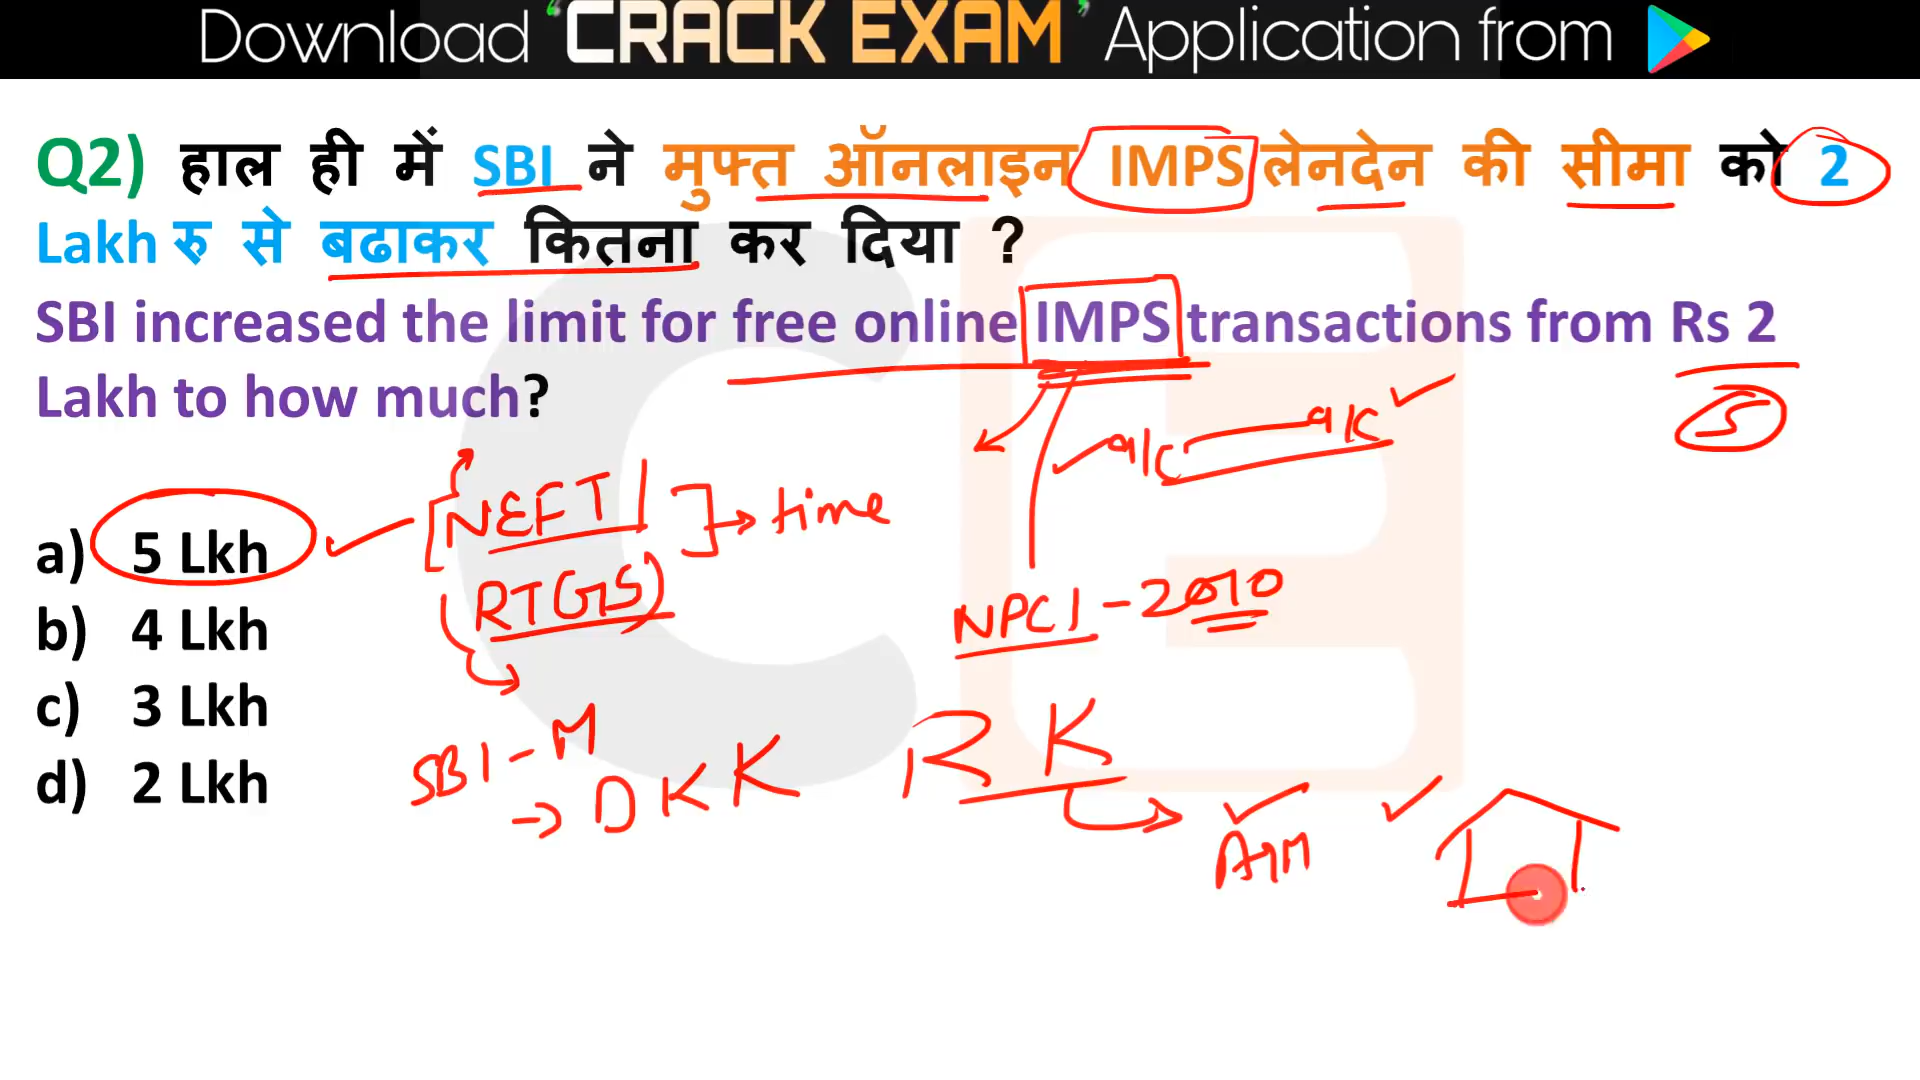 Download ‘CRACK EXAM’ Application from
Q2) हाल ही में SBI ने मुफ्त ऑनलाइन IMPS लेनदेन की सीमा को 2
Lakh रु से बढाकर कितना कर दिया ?
SBI increased the limit for free online IMPS transactions from Rs 2
Lakh to how much?
5
a/c a/c
NEFT time
a) 5 Lkh
RTGS
NPCI - 2010
b) 4 Lkh
c) 3 Lkh
SBI - M
R K
d) 2 Lkh
→ DKK
ATM